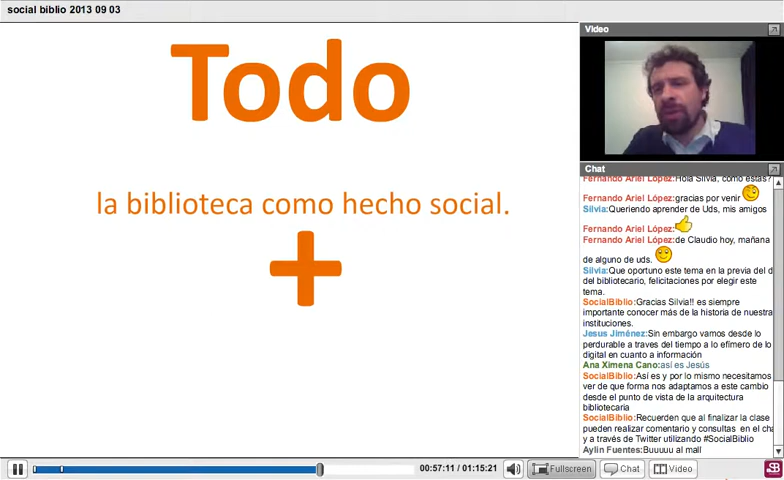 social biblio 2013 09 03
Todo
la biblioteca como hecho social.
+
Video
Chat
Fernando Ariel López:Hola Silvia, cómo estás?
Fernando Ariel López:
gracias por venir
Silvia:Queriendo aprender de Uds, mis amigos
Fernando Ariel López:
Fernando Ariel López:de Claudio hoy, mañana
de alguno de uds.
Silvia:Que oportuno este tema en la previa del d
del bibliotecario, felicitaciones por elegir este
tema.
SocialBiblio:Gracias Silvia!! es siempre
importante conocer más de la historia de nuestra
instituciones.
Jesus Jiménez:Sin embargo vamos desde lo
perdurable a traves del tiempo a lo efímero de lo
digital en cuanto a información
Ana Ximena Cano:así es Jesús
SocialBiblio:Así es y por lo mismo necesitamos
ver de que forma nos adaptamos a este cambio
desde el punto de vista de la arquitectura
bibliotecaria
SocialBiblio:Recuerden que al finalizar la clase
pueden realizar comentario y consultas en el cha
y a través de Twitter utilizando #SocialBiblio
Aylin Fuentes:Buuuuu al mall
00:57:11 / 01:15:21
Fullscreen
Chat
Video
SB